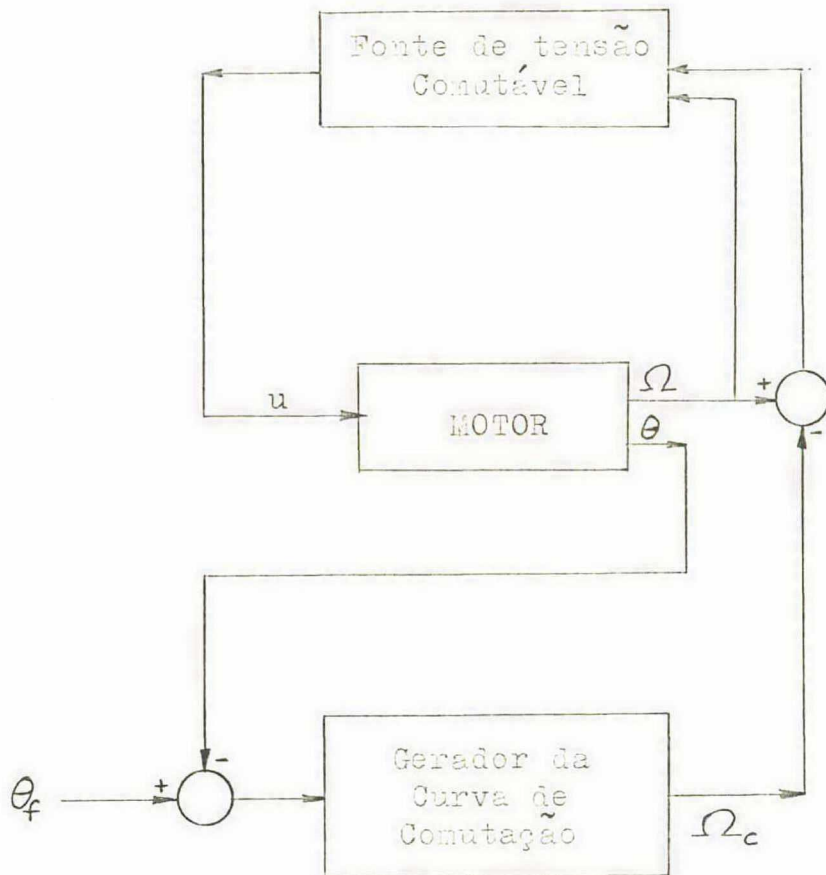 Fonte de tensão
Comutável
Ω
+
u
MOTOR
θ
-
-
Gerador da
+
θf
Curva de
Comutação
Ωc